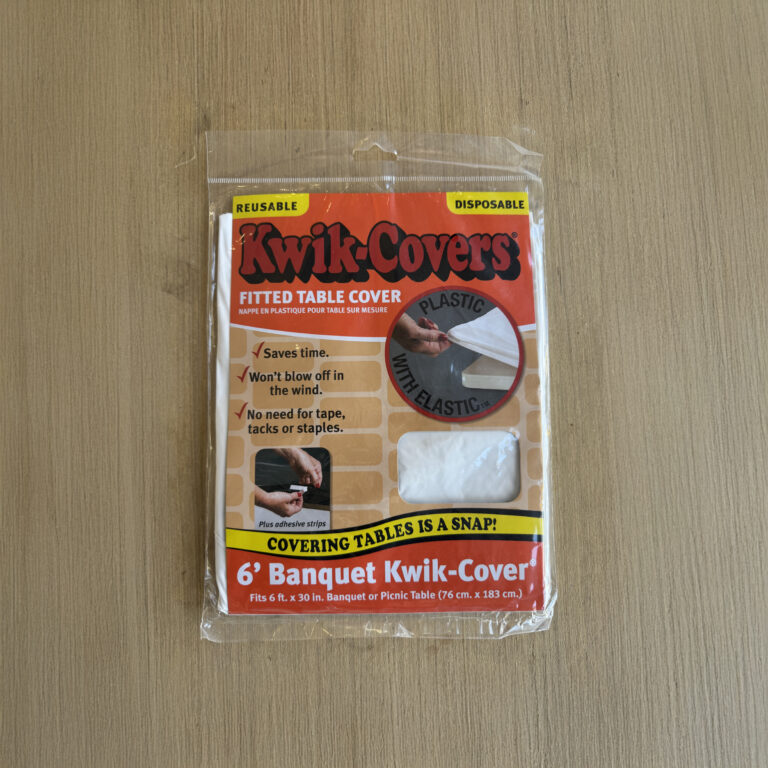 REUSABLE
DISPOSABLE
Kwik-Covers®
FITTED TABLE COVER
NAPPE EN PLASTIQUE POUR TABLE SUR MESURE
PLASTIC
WITH ELASTIC
✓Saves time.
✓Won't blow off in
the wind.
✓No need for tape,
tacks or staples.
Plus adhesive strips
COVERING TABLES IS A SNAP!
6' Banquet Kwik-Cover®
Fits 6 ft. x 30 in. Banquet or Picnic Table (76 cm. x 183 cm.)